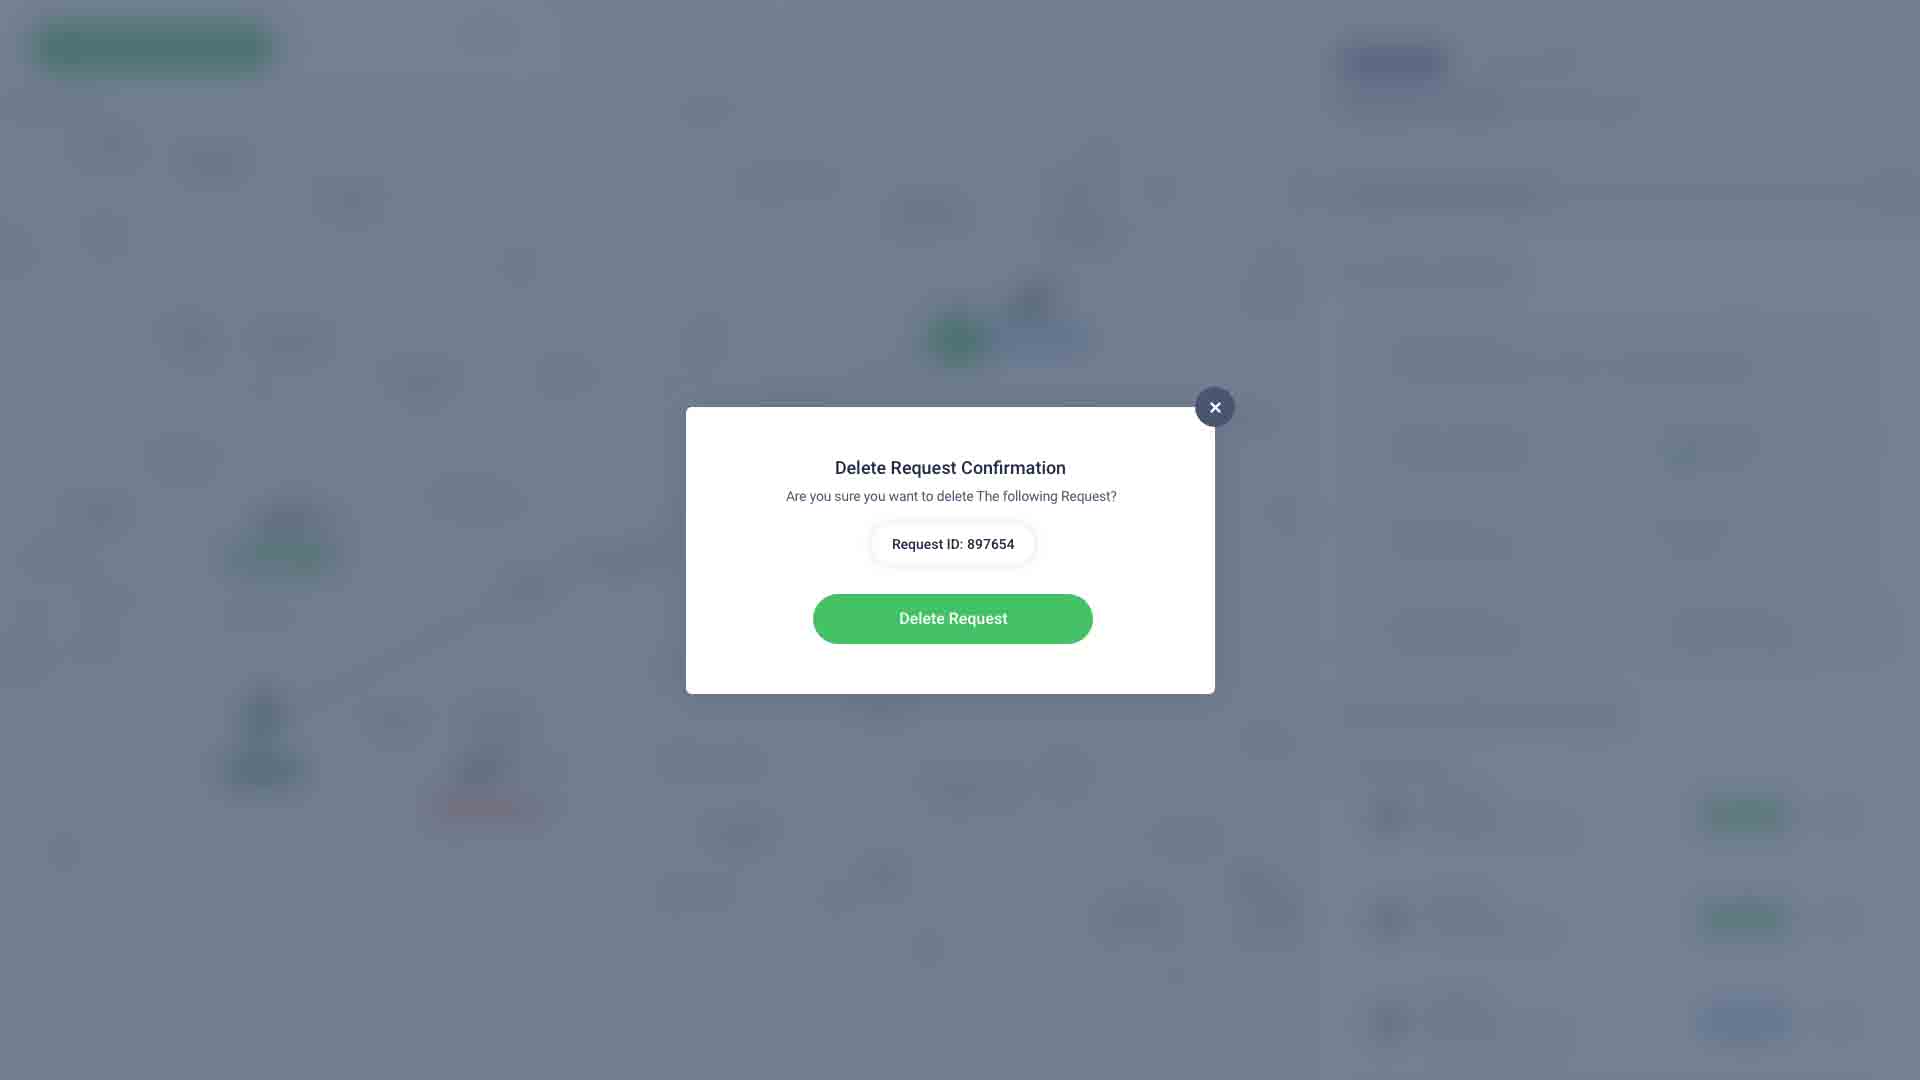 Delete Request Confirmation
Are you sure you want to delete The following Request?
Request ID: 897654
Delete Request